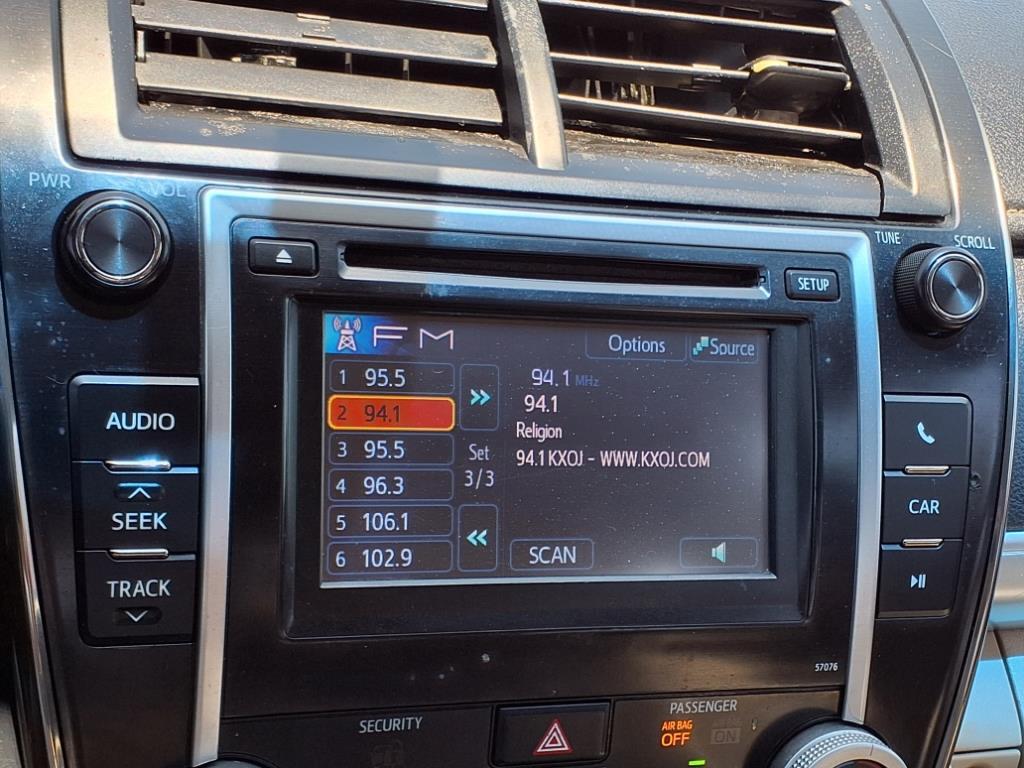 PWR VOL
TUNE SCROLL
SETUP
FM
Options Source
1 95.5
2 94.1
3 95.5
4 96.3
5 106.1
6 102.9
Set
3/3
94.1 MHz
94.1
Religion
94.1 KXOJ - WWW.KXOJ.COM
SCAN
AUDIO
SEEK
TRACK
CAR
57076
SECURITY
PASSENGER
AIR BAG
OFF
AIR BAG
ON